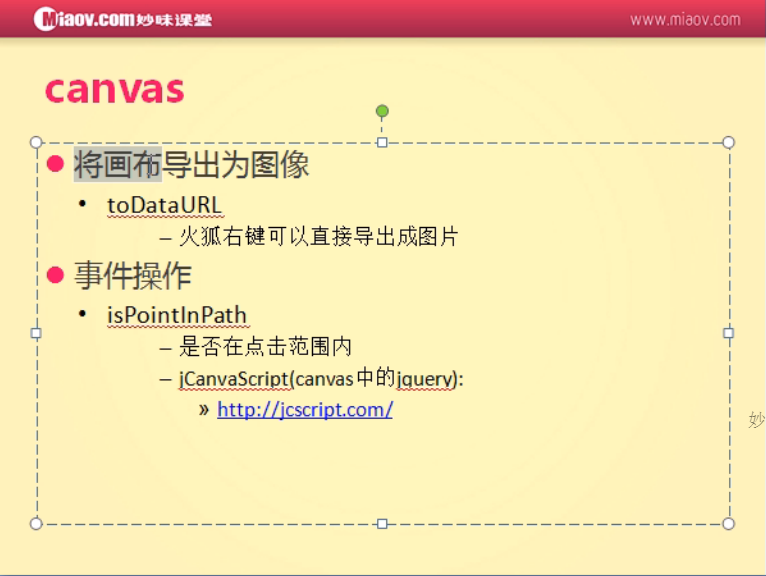 Miaov.com妙味课堂
www.miaov.com
canvas
将画布导出为图像
toDataURL
– 火狐右键可以直接导出成图片
事件操作
isPointInPath
– 是否在点击范围内
– jCanvaScript(canvas中的jquery):
» http://jcscript.com/
妙